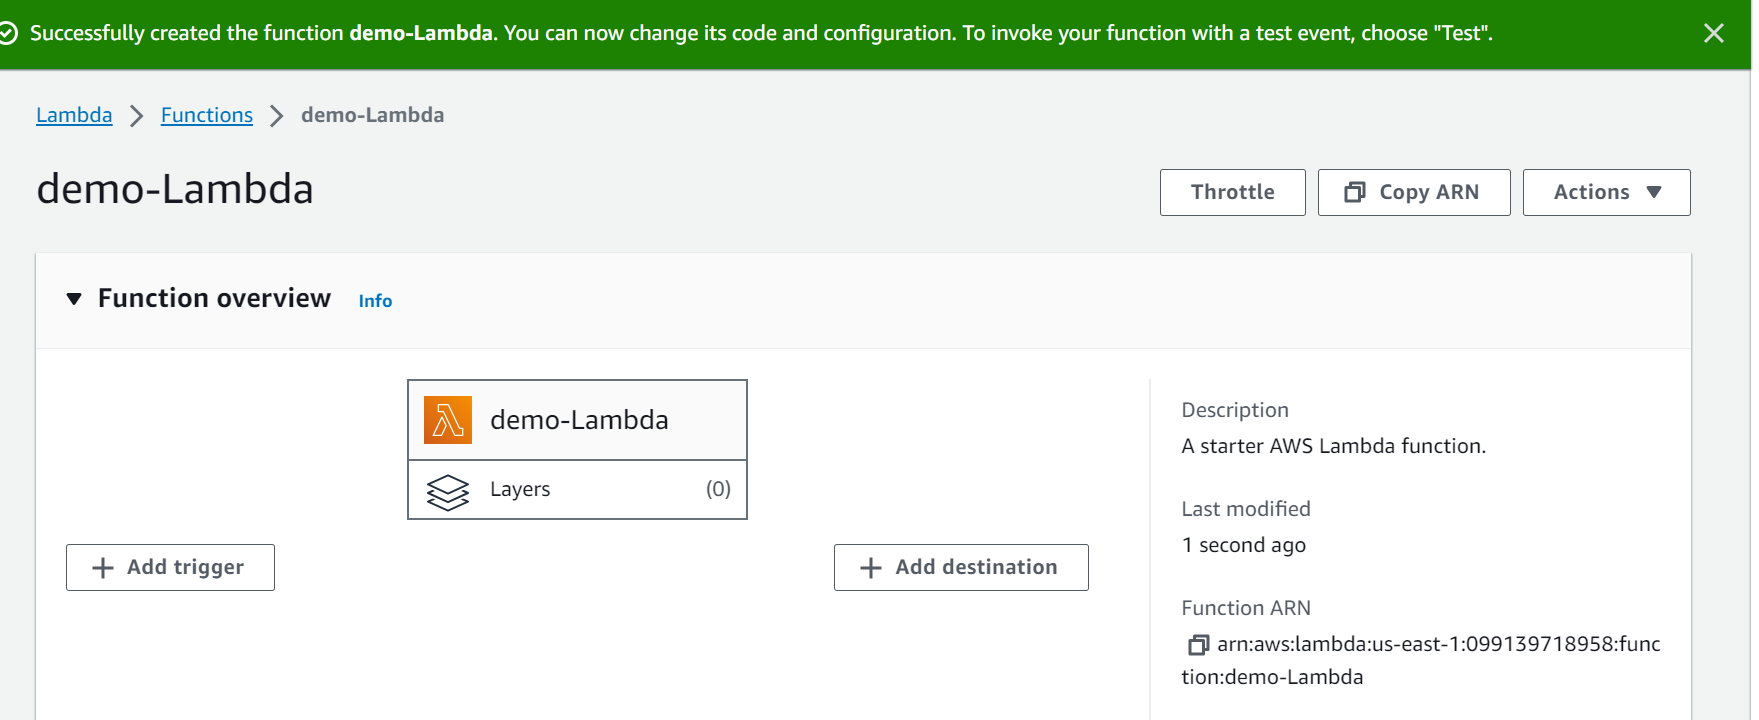 Successfully created the function demo-Lambda. You can now change its code and configuration. To invoke your function with a test event, choose "Test".
Lambda
Functions
demo-Lambda
demo-Lambda
Throttle
Copy ARN
Actions
Function overview
Info
demo-Lambda
Layers
(0)
Add trigger
Add destination
Description
A starter AWS Lambda function.
Last modified
1 second ago
Function ARN
arn:aws:lambda:us-east-1:099139718958:func
tion:demo-Lambda